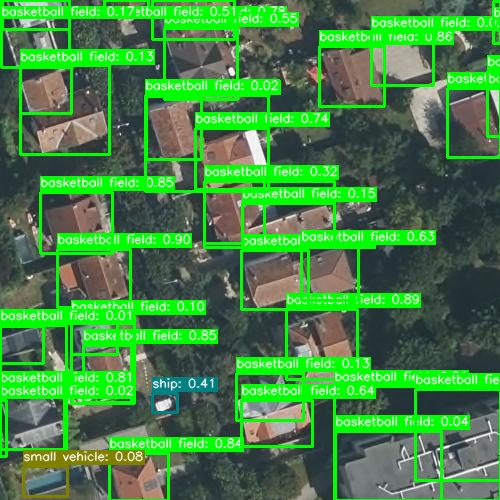 basketball field: 0.17
basketball field: 0.55
basketball field: 0.86
basketball field: 0.13
basketball field: 0.02
basketball field: 0.74
basketball field: 0.32
basketball field: 0.85
basketball field: 0.15
basketball field: 0.90
basketball field: 0.63
basketball field: 0.10
basketball field: 0.89
basketball field: 0.01
basketball field: 0.85
basketball field: 0.13
basketball field: 0.81
ship: 0.41
basketball field: 0.02
basketball field: 0.64
basketball field: 0.04
basketball field: 0.84
small vehicle: 0.08